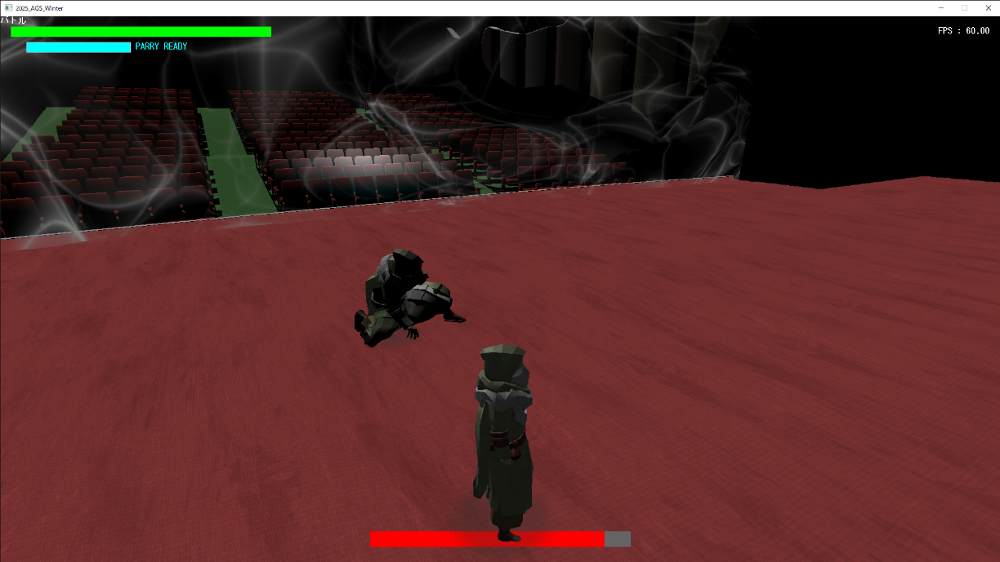 2025_AGS_Winter
バトル
FPS : 60.00
PARRY READY